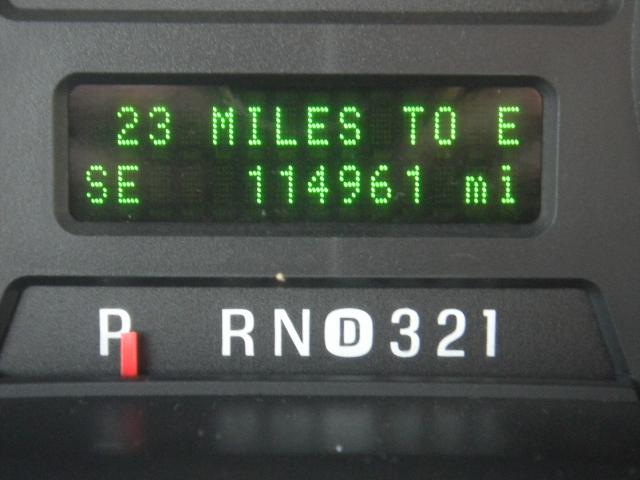 23 MILES TO E
SE 114961 mi
P RND321